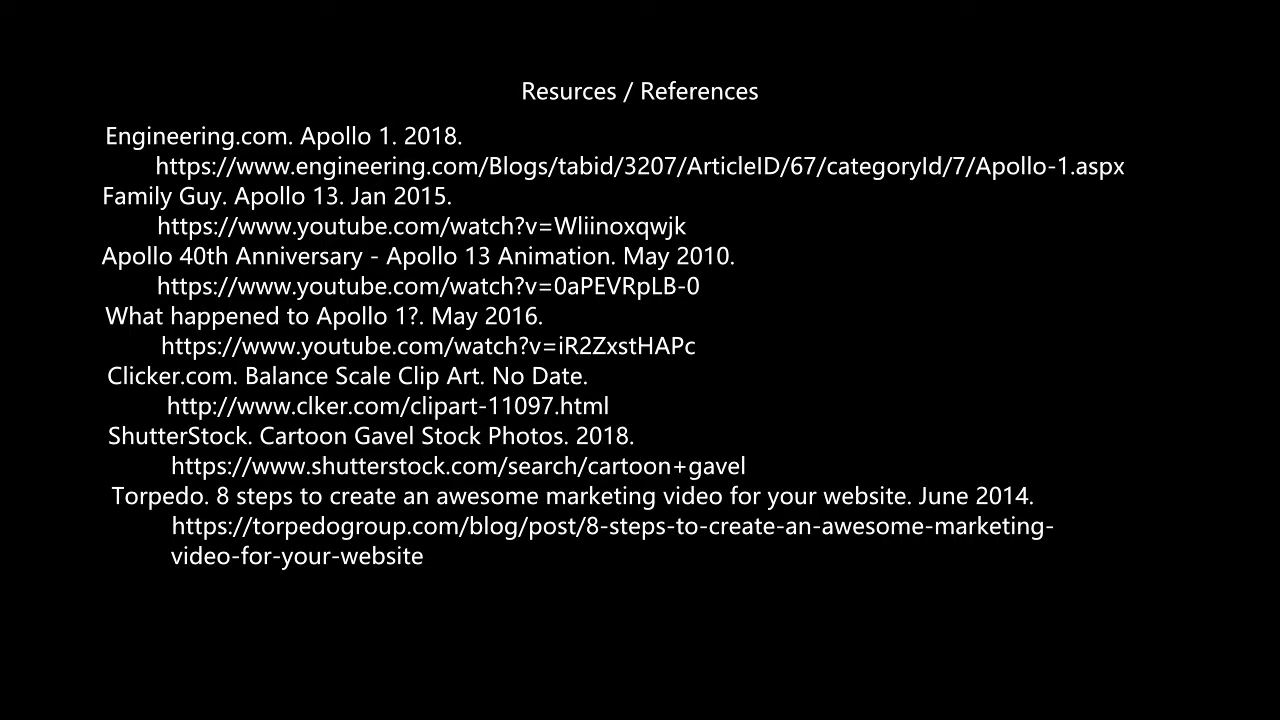 Resurces / References
Engineering.com. Apollo 1. 2018.
https://www.engineering.com/Blogs/tabid/3207/ArticleID/67/categoryId/7/Apollo-1.aspx
Family Guy. Apollo 13. Jan 2015.
https://www.youtube.com/watch?v=Wliinoxqwjk
Apollo 40th Anniversary - Apollo 13 Animation. May 2010.
https://www.youtube.com/watch?v=0aPEVRpLB-0
What happened to Apollo 1?. May 2016.
https://www.youtube.com/watch?v=iR2ZxstHAPc
Clicker.com. Balance Scale Clip Art. No Date.
http://www.clker.com/clipart-11097.html
ShutterStock. Cartoon Gavel Stock Photos. 2018.
https://www.shutterstock.com/search/cartoon+gavel
Torpedo. 8 steps to create an awesome marketing video for your website. June 2014.
https://torpedogroup.com/blog/post/8-steps-to-create-an-awesome-marketing-
video-for-your-website